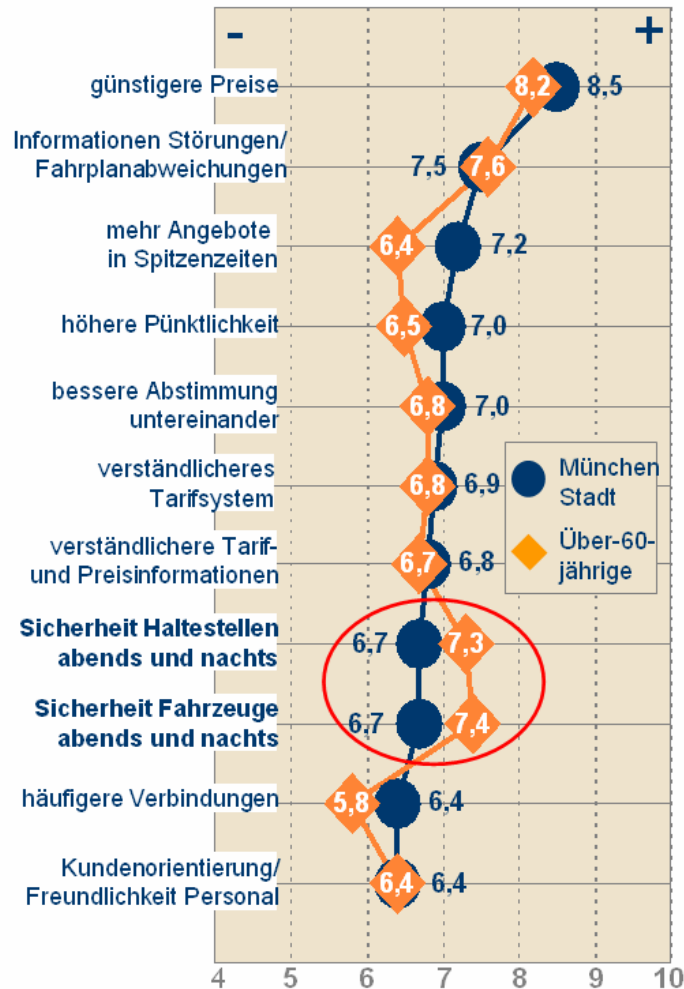 - +
günstigere Preise 8,2 8,5
Informationen Störungen/
Fahrplanabweichungen 7,5 7,6
mehr Angebote
in Spitzenzeiten 6,4 7,2
höhere Pünktlichkeit 6,5 7,0
bessere Abstimmung
untereinander 6,8 7,0
verständlicheres
Tarifsystem 6,8 6,9
München
Stadt
Über-60-
jährige
verständlichere Tarif-
und Preisinformationen 6,7 6,8
Sicherheit Haltestellen
abends und nachts 6,7 7,3
Sicherheit Fahrzeuge
abends und nachts 6,7 7,4
häufigere Verbindungen 5,8 6,4
Kundenorientierung/
Freundlichkeit Personal 6,4 6,4
4 5 6 7 8 9 10